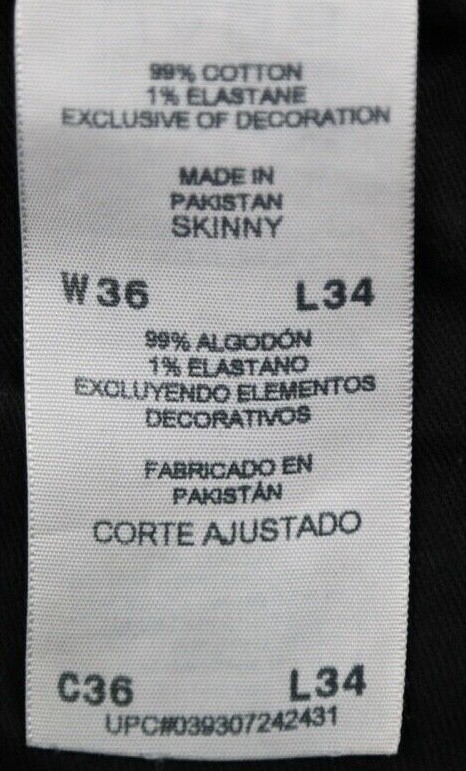 99% COTTON
1% ELASTANE
EXCLUSIVE OF DECORATION
MADE IN
PAKISTAN
SKINNY
W 36 L34
99% ALGODÓN
1% ELASTANO
EXCLUYENDO ELEMENTOS
DECORATIVOS
FABRICADO EN
PAKISTÁN
CORTE AJUSTADO
C36 L34
UPC#039307242431